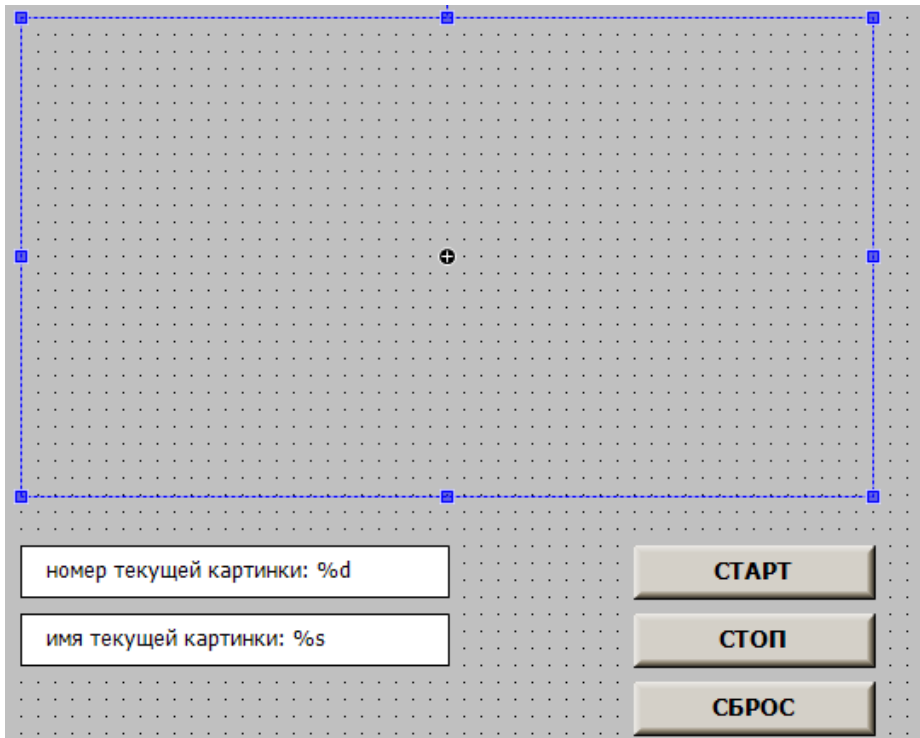 номер текущей картинки: %d
СТАРТ
имя текущей картинки: %s
СТОП
СБРОС